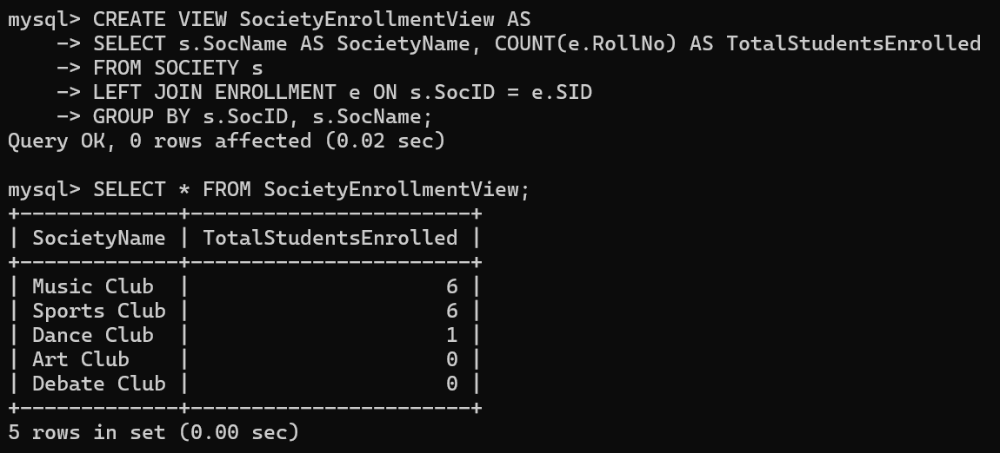 mysql> CREATE VIEW SocietyEnrollmentView AS
    -> SELECT s.SocName AS SocietyName, COUNT(e.RollNo) AS TotalStudentsEnrolled
    -> FROM SOCIETY s
    -> LEFT JOIN ENROLLMENT e ON s.SocID = e.SID
    -> GROUP BY s.SocID, s.SocName;
Query OK, 0 rows affected (0.02 sec)

mysql> SELECT * FROM SocietyEnrollmentView;
+-------------+-----------------------+
| SocietyName | TotalStudentsEnrolled |
+-------------+-----------------------+
| Music Club  |                     6 |
| Sports Club |                     6 |
| Dance Club  |                     1 |
| Art Club    |                     0 |
| Debate Club |                     0 |
+-------------+-----------------------+
5 rows in set (0.00 sec)